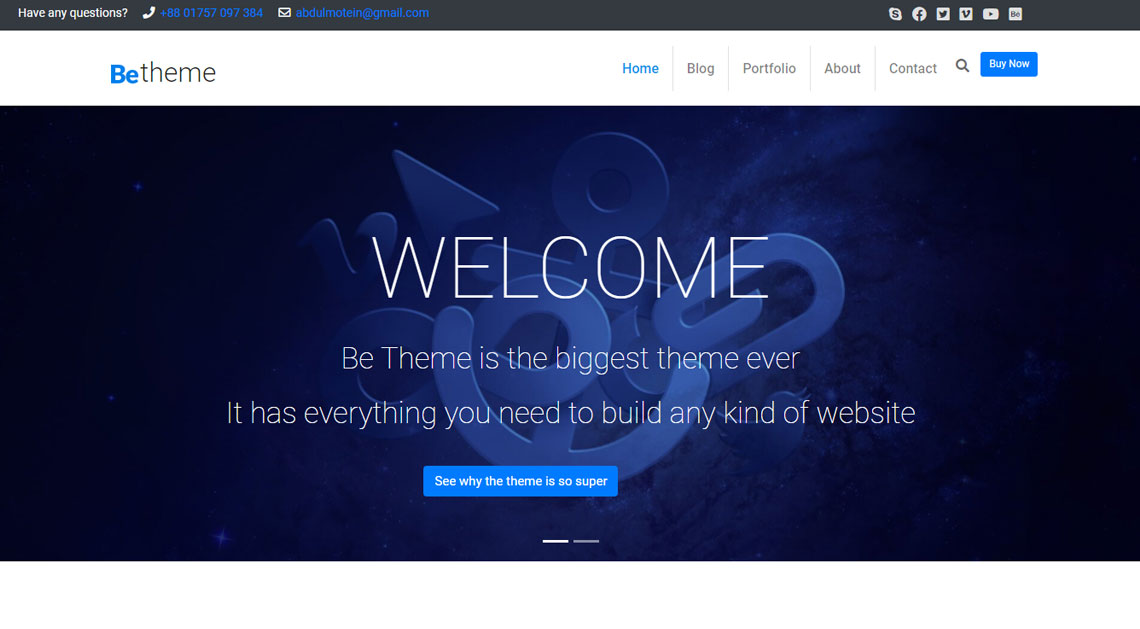 Have any questions? +88 01757 097 384 abdulmotein@gmail.com
Betheme
Home Blog Portfolio About Contact Buy Now
WELCOME
Be Theme is the biggest theme ever
It has everything you need to build any kind of website
See why the theme is so super